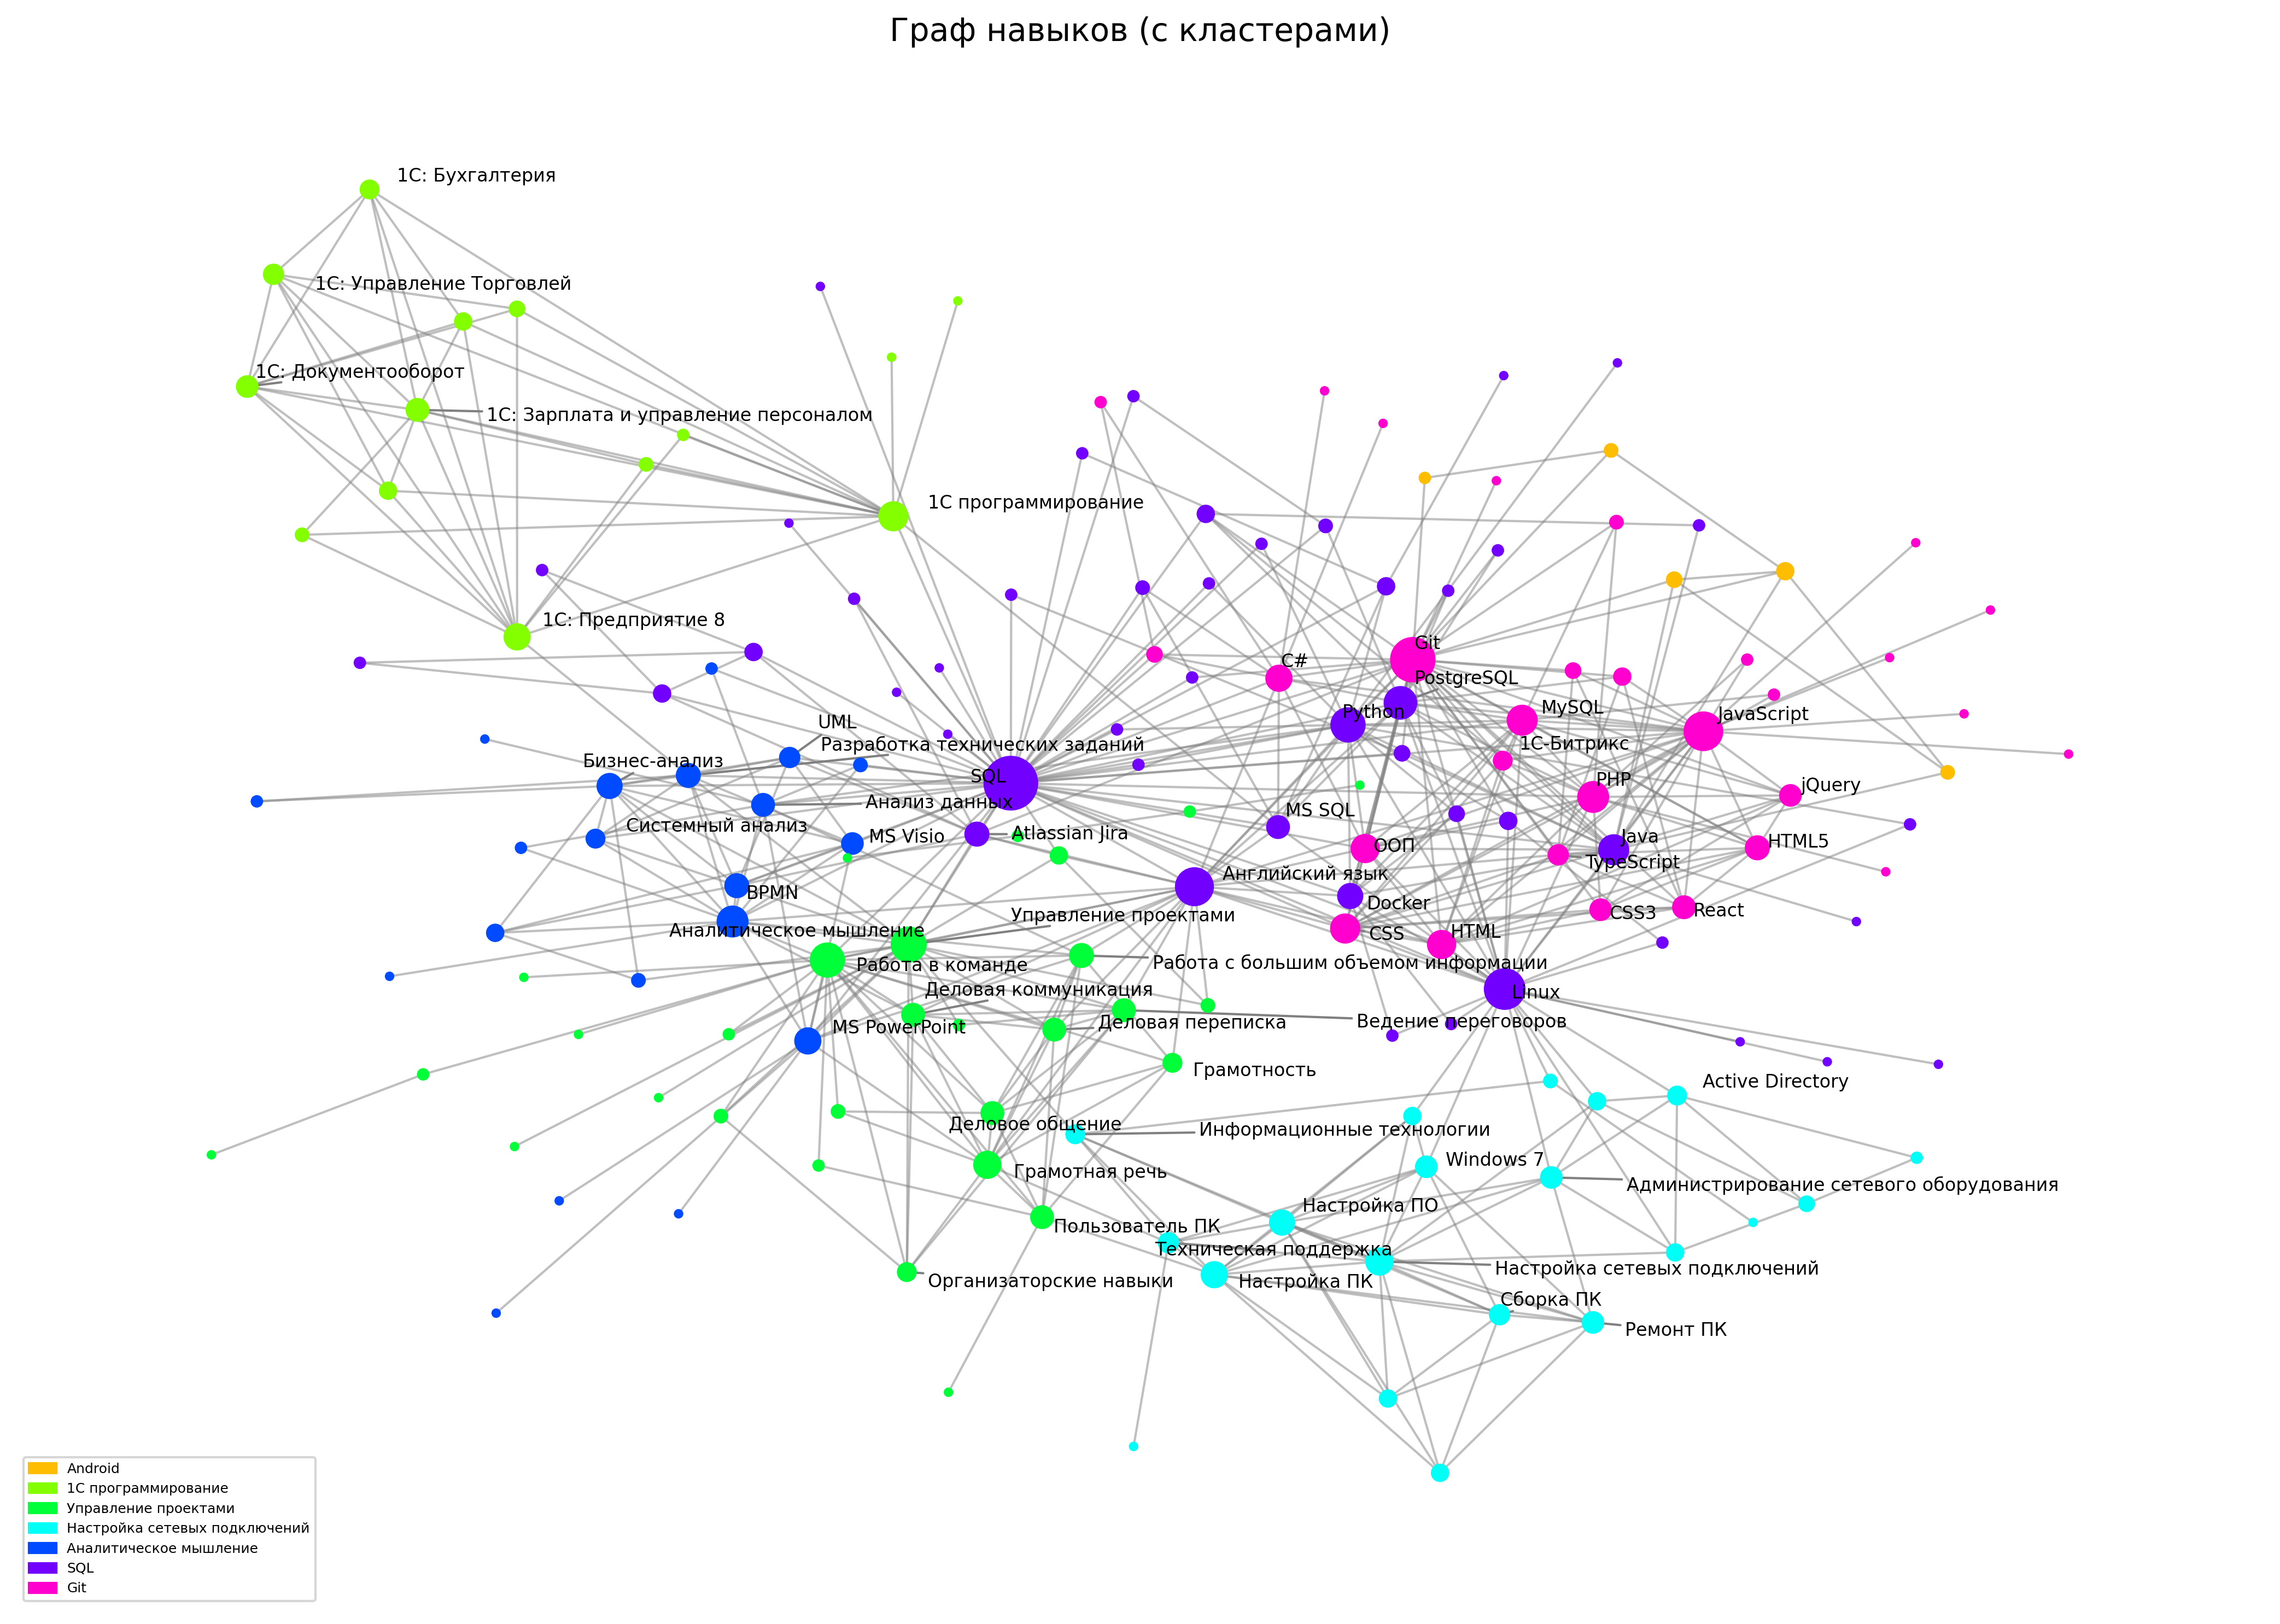 Граф навыков (с кластерами)
1С: Бухгалтерия
1С: Управление Торговлей
1С: Документооборот
1С: Зарплата и управление персоналом
1С программирование
1С: Предприятие 8
Git
C#
PostgreSQL
MySQL
Python
JavaScript
UML
Разработка технических заданий
1С-Битрикс
Бизнес-анализ
SQL
PHP
jQuery
Анализ данных
MS SQL
Системный анализ
MS Visio
Atlassian Jira
Java
HTML5
ООП
TypeScript
Английский язык
BPMN
Docker
Управление проектами
CSS3
React
Аналитическое мышление
CSS
HTML
Работа в команде
Работа с большим объемом информации
Деловая коммуникация
Linux
MS PowerPoint
Деловая переписка
Ведение переговоров
Грамотность
Active Directory
Деловое общение
Информационные технологии
Грамотная речь
Windows 7
Администрирование сетевого оборудования
Настройка ПО
Пользователь ПК
Техническая поддержка
Организаторские навыки
Настройка ПК
Настройка сетевых подключений
Сборка ПК
Ремонт ПК
Android
1С программирование
Управление проектами
Настройка сетевых подключений
Аналитическое мышление
SQL
Git